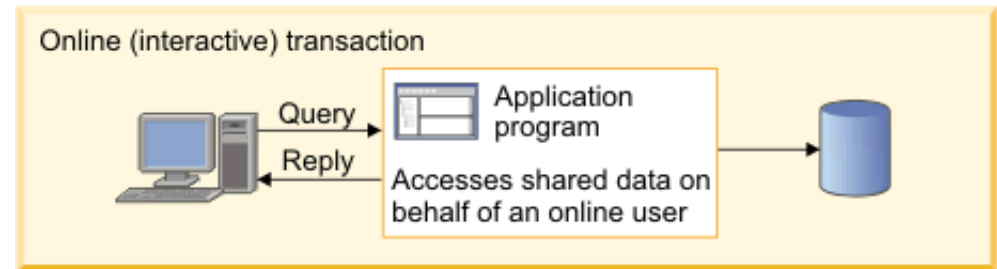 Online (interactive) transaction
Query
Reply
Application
program
Accesses shared data on
behalf of an online user